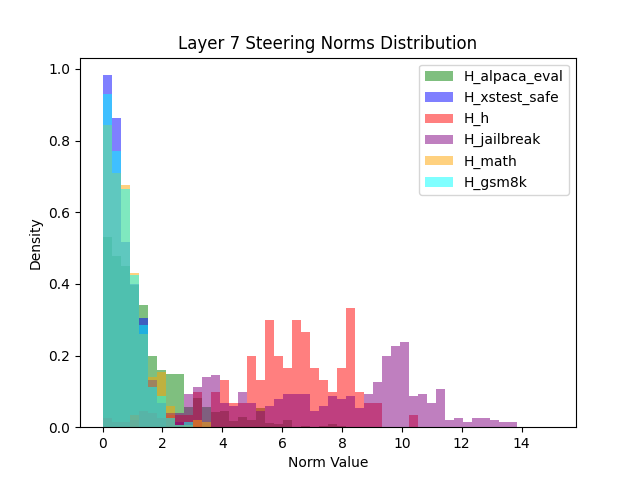 Layer 7 Steering Norms Distribution
H_alpaca_eval
H_xstest_safe
H_h
H_jailbreak
H_math
H_gsm8k
1.0
0.8
0.6
0.4
0.2
0.0
Density
0 2 4 6 8 10 12 14
Norm Value